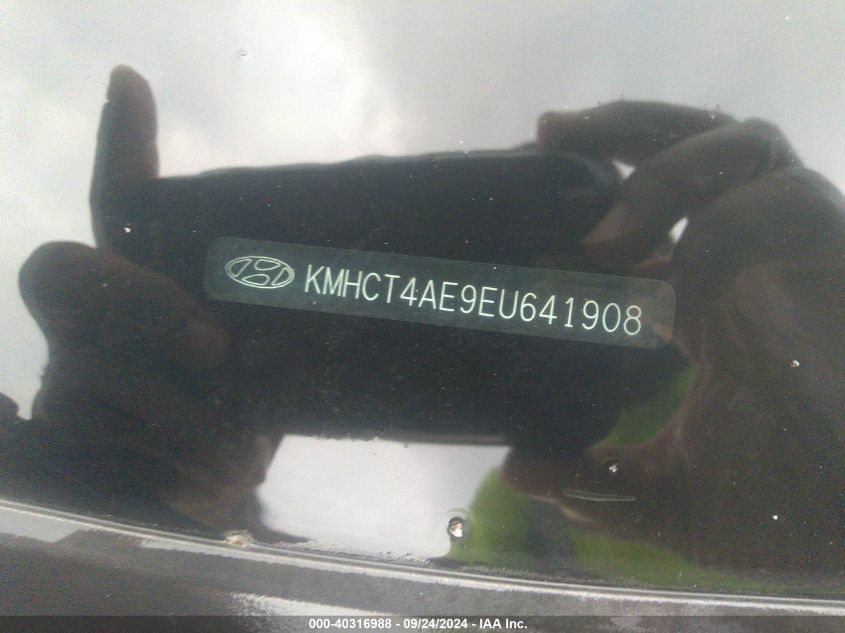 KMHCT4AE9EU641908
000-40316988 - 09/24/2024 - IAA Inc.